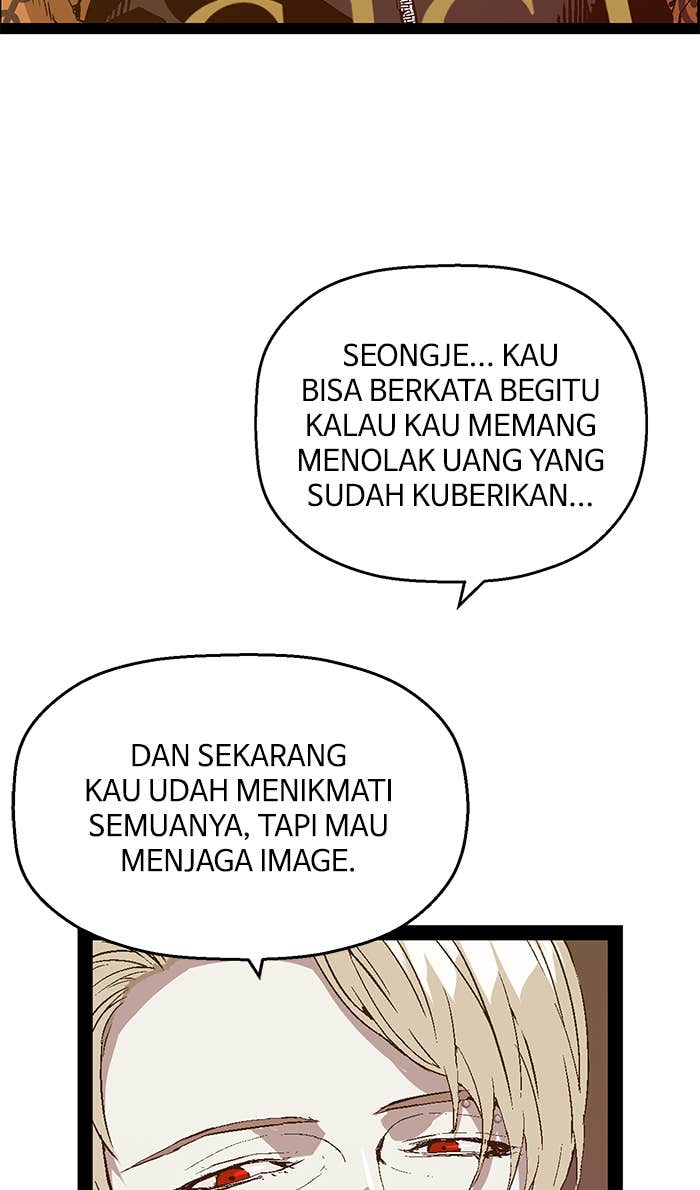 SEONGJE... KAU
BISA BERKATA BEGITU
KALAU KAU MEMANG
MENOLAK UANG YANG
SUDAH KUBERIKAN...
DAN SEKARANG
KAU UDAH MENIKMATI
SEMUANYA, TAPI MAU
MENJAGA IMAGE.